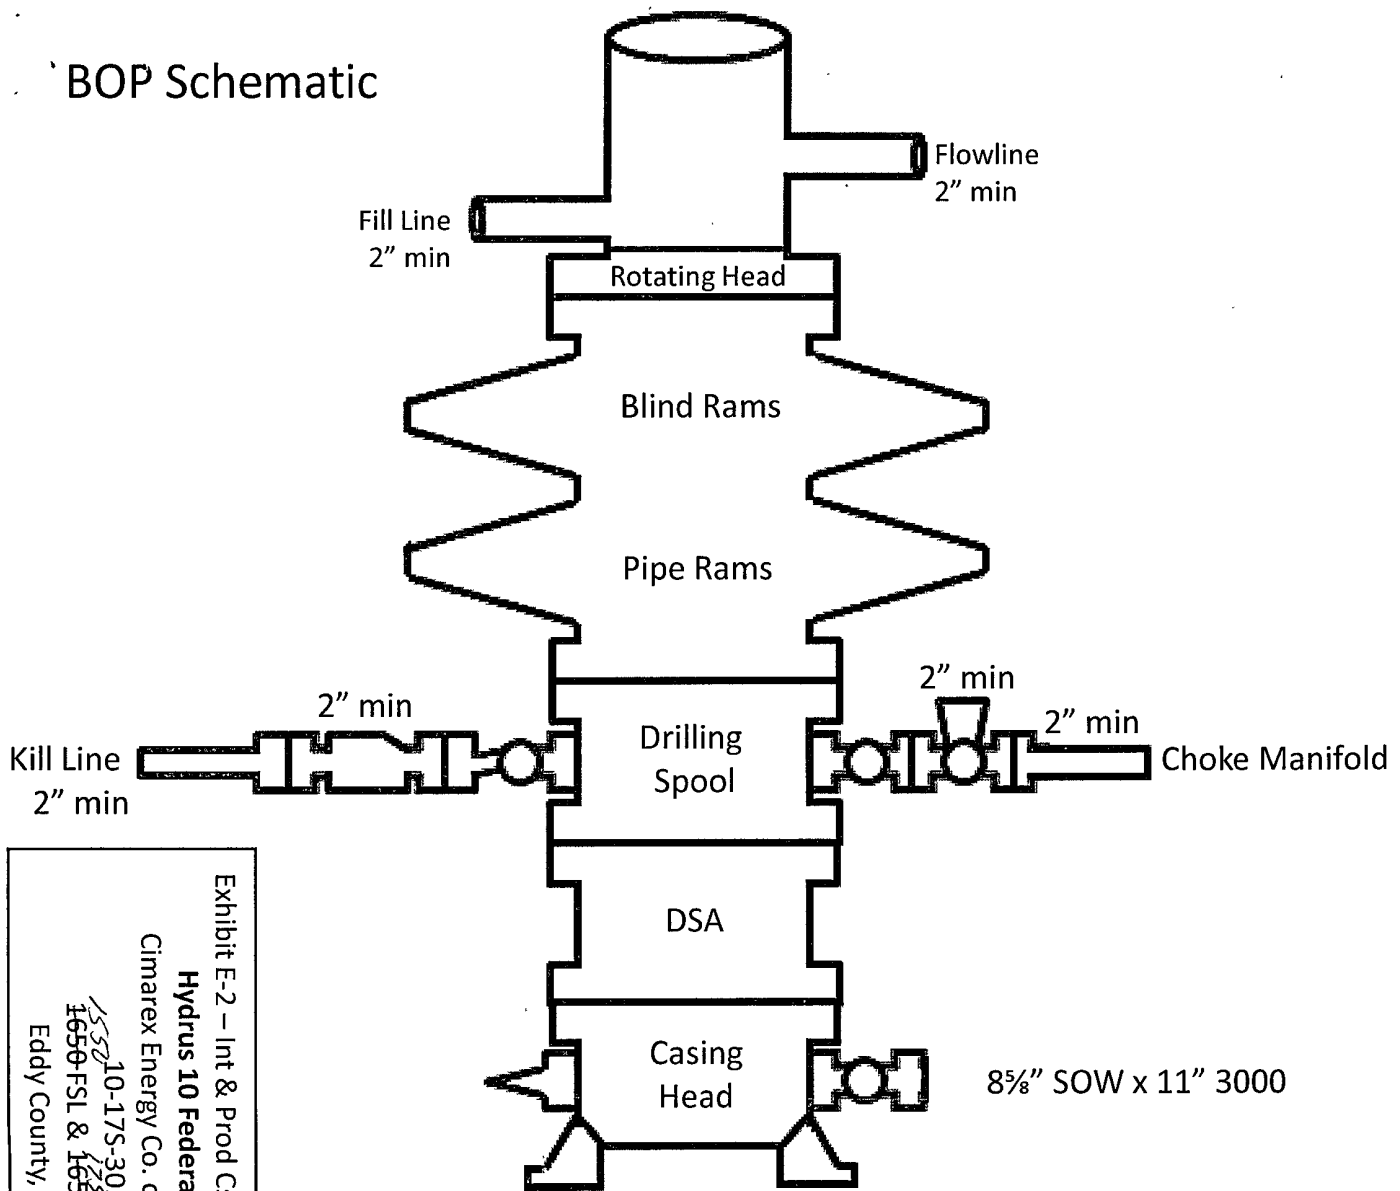 BOP Schematic
Flowline
2” min
Fill Line
2” min
Rotating Head
Blind Rams
Pipe Rams
2” min
2” min
2” min
Kill Line
2” min
Drilling
Spool
Choke Manifold
DSA
Casing
Head
8⅝” SOW x 11” 3000
Exhibit E-2 – Int & Prod
Hydrus 10
Cimarex Energy Co.
10-17S-30
1550
1650 FSL &
Eddy County,